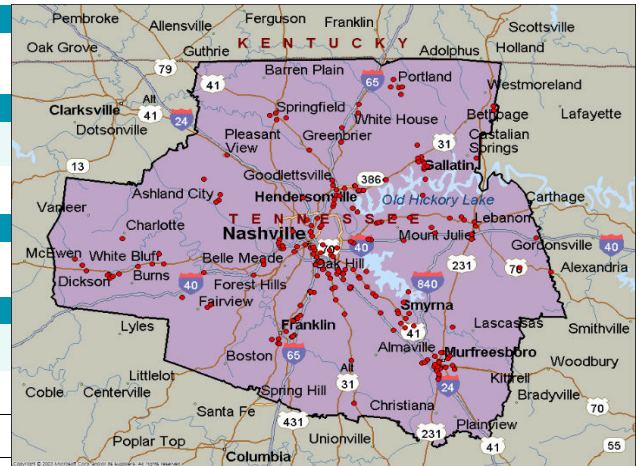 Pembroke
Allensville
Ferguson
Franklin
Scottsville
Oak Grove
Guthrie
KENTUCKY
Adolphus
Holland
79
41
Barren Plain
65
Portland
Westmoreland
Clarksville
Alt
41
24
Springfield
White House
Bethpage
Lafayette
Dotsonville
Pleasant
View
Greenbrier
31
Castalian
Springs
13
Goodlettsville
386
Gallatin
Ashland City
Hendersonville
Old Hickory Lake
Carthage
Vanleer
Charlotte
TENNESSEE
Lebanon
Nashville
40
Mount Juliet
Gordonsville
40
McEwen
White Bluff
Belle Meade
Oak Hill
231
70
Alexandria
Dickson
Burns
40
Forest Hills
840
Fairview
Smyrna
Lyles
Franklin
41
Lascassas
Smithville
Boston
65
Almaville
Murfreesboro
Woodbury
Littlelot
Alt
31
24
Kittrell
Bradyville
Coble
Centerville
Spring Hill
Christiana
70
Santa Fe
431
231
Plainview
41
Poplar Top
Unionville
55
Columbia